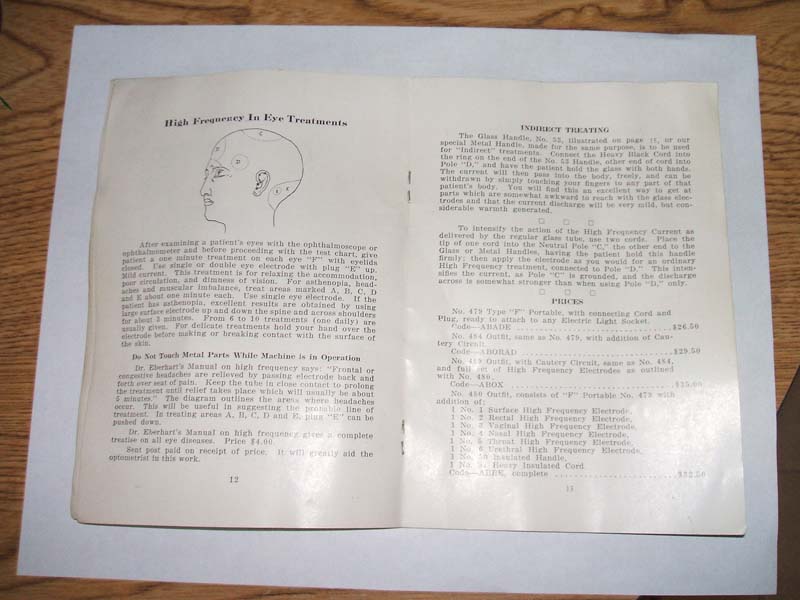 High Frequency In Eye Treatments
C
B
D
A
E
After examining a patient's eyes with the ophthalmoscope or
ophthalmometer and before proceeding with the test chart, give
patient a one minute treatment on each eye "F" with eyelids
closed. Use single or double eye electrode with plug "E" up.
Mild current. This treatment is for relaxing the accommodation,
poor circulation, and dimness of vision. For asthenopia, head-
aches and muscular imbalance, treat areas marked A, B, C, D
and E about one minute each. Use single eye electrode. If the
patient has asthenopia, excellent results are obtained by using
large surface electrode up and down the spine and across shoulders
for about 3 minutes. From 6 to 10 treatments (one daily) are
usually given. For delicate treatments hold your hand over the
electrode before making or breaking contact with the surface of
the skin.
Do Not Touch Metal Parts While Machine is in Operation
Dr. Eberhart's Manual on high frequency says: "Frontal or
congestive headaches are relieved by passing electrode back and
forth over seat of pain. Keep the tube in close contact to prolong
the treatment until relief takes place which will usually be about
5 minutes." The diagram outlines the areas where headaches
occur. This will be useful in suggesting the probable line of
treatment. In treating areas A, B, C, D and E, plug "E" can be
pushed down.
Dr. Eberhart's Manual on high frequency gives a complete
treatise on all eye diseases. Price $4.00.
Sent post paid on receipt of price. It will greatly aid the
optometrist in this work.
12
INDIRECT TREATING
The Glass Handle, No. 53, illustrated on page 11, or our
special Metal Handle, made for the same purpose, is to be used
for "Indirect" treatments. Connect the Heavy Black Cord into
the ring on the end of the No. 53 Handle, other end of cord into
Pole "D," and have the patient hold the glass with both hands.
The current will then pass into the body, freely, and can be
withdrawn by simply touching your fingers to any part of that
patient's body. You will find this an excellent way to get at
parts which are somewhat awkward to reach with the glass elec-
trodes and that the current discharge will be very mild, but con-
siderable warmth generated.
To intensify the action of the High Frequency Current as
delivered by the regular glass tube, use two cords. Place the
tip of one cord into the Neutral Pole "C," the other end to the
Glass or Metal Handles, having the patient hold this handle
firmly; then apply the electrode as you would for an ordinary
High Frequency treatment, connected to Pole "D." This inten-
sifies the current, as Pole "C" is grounded, and the discharge
across is somewhat stronger than when using Pole "D," only.
PRICES
No. 479 Type "F" Portable, with connecting Cord and
Plug, ready to attach to any Electric Light Socket.
Code—ABADE $26.50
No. 484 Outfit, same as No. 479, with addition of Cau-
tery Circuit.
Code—ABORAD $29.50
Outfit, with Cautery Circuit, same as No. 484,
and full set of High Frequency Electrodes as outlined
with No. 480
Code—ABOX $35.00
No. 480 Outfit, consists of "F" Portable No. 479 with
addition of:
1 No. 1 Surface High Frequency Electrode,
1 No. 2 Rectal High Frequency Electrode,
1 No. 3 Vaginal High Frequency Electrode,
1 No. 4 Nasal High Frequency Electrode,
1 No. 5 Throat High Frequency Electrode,
1 No. 6 Urethral High Frequency Electrode,
1 No. Insulated Handle,
1 No. Heavy Insulated Cord
complete $32.50
13